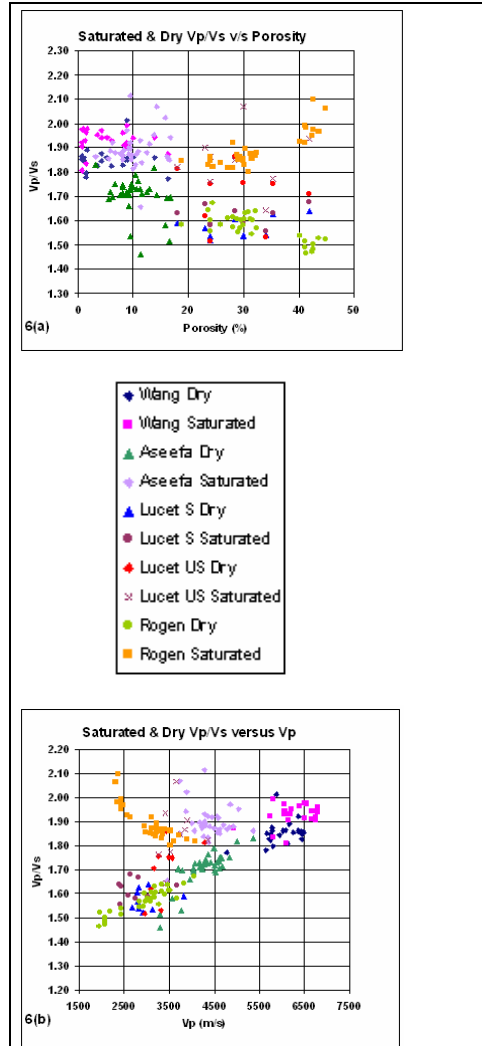 Saturated & Dry Vp/Vs v/s Porosity
2.30
2.20
2.10
2.00
1.90
1.80
1.70
1.60
1.50
1.40
1.30
Vp/Vs
0 10 20 30 40 50
Porosity (%)
6(a)
Wang Dry
Wang Saturated
Aseefa Dry
Aseefa Saturated
Lucet S Dry
Lucet S Saturated
Lucet US Dry
Lucet US Saturated
Rogen Dry
Rogen Saturated
Saturated & Dry Vp/Vs versus Vp
2.20
2.10
2.00
1.90
1.80
1.70
1.60
1.50
1.40
1.30
1.20
Vp/Vs
1500 2500 3500 4500 5500 6500 7500
Vp (m/s)
6(b)